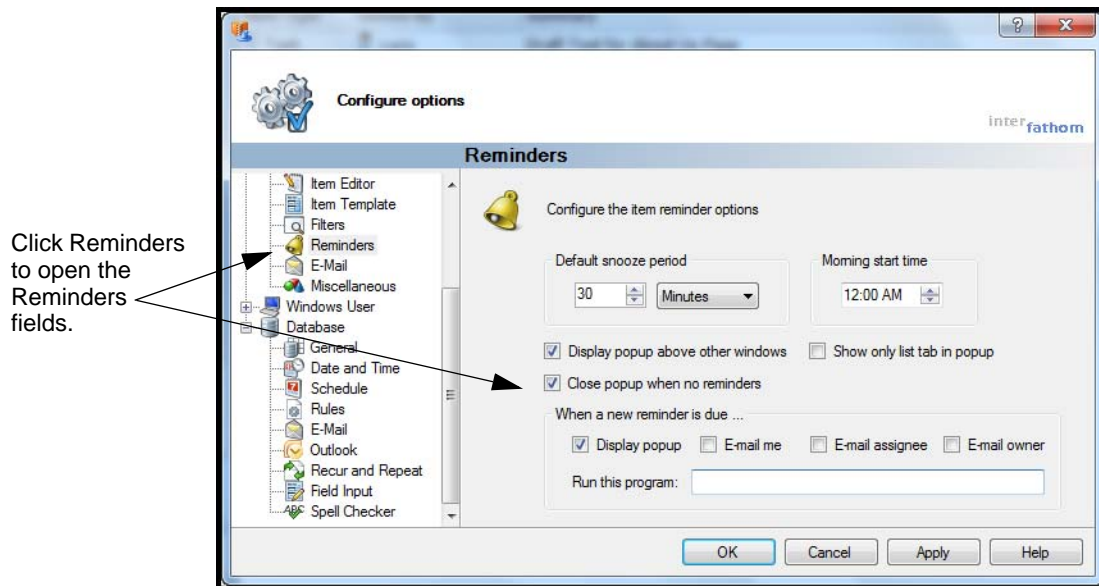 Configure options
inter fathom
Reminders
Click Reminders
to open the
Reminders
fields.
Item Editor
Item Template
Filters
Reminders
E-Mail
Miscellaneous
Windows User
Database
General
Date and Time
Schedule
Rules
E-Mail
Outlook
Recur and Repeat
Field Input
ABC Spell Checker
Configure the item reminder options
Default snooze period
Morning start time
30 Minutes
12:00 AM
Display popup above other windows
Show only list tab in popup
Close popup when no reminders
When a new reminder is due ...
Display popup
E-mail me
E-mail assignee
E-mail owner
Run this program:
OK
Cancel
Apply
Help